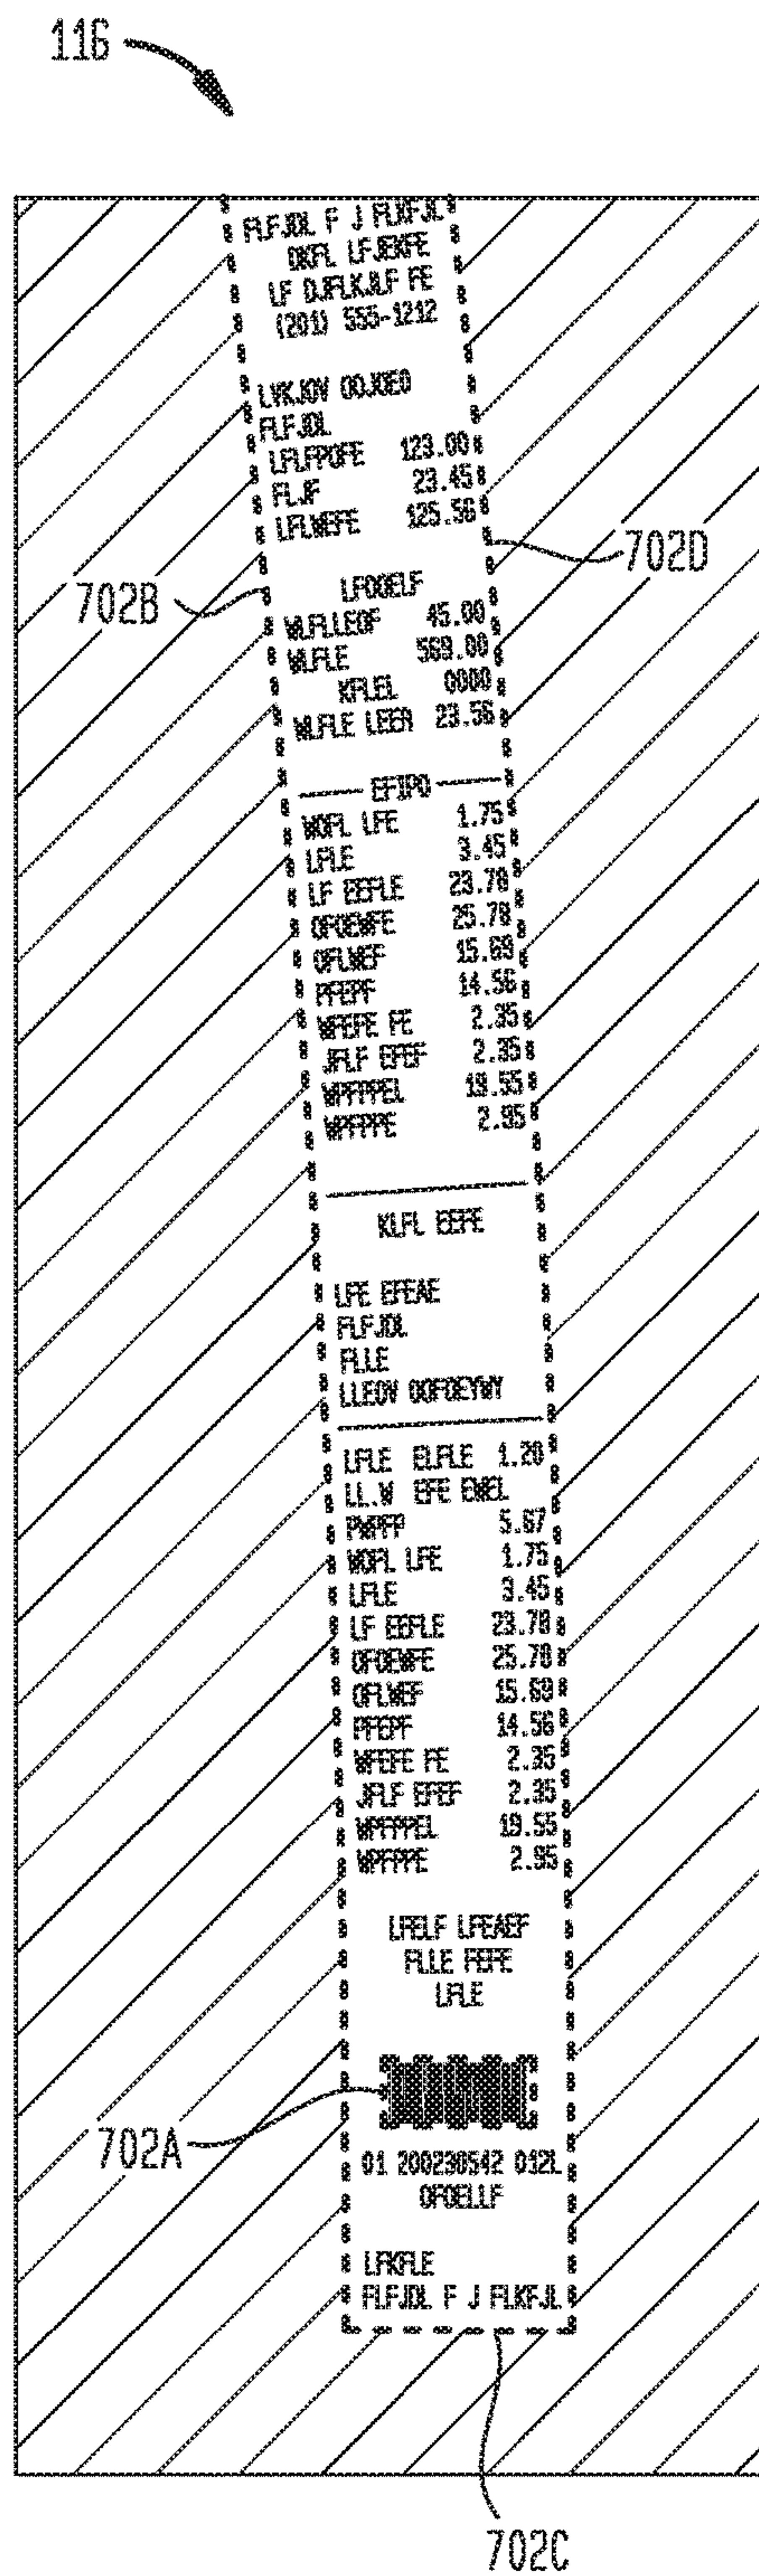 116
FLFJDL F J FLKFJL
DKFL LFJEKFE
LF DJFLKJLF FE
(201) 555-1212
LVKJOV ODJOEO
FLFJDL
LFLFPOFE 123.00
FLJF 23.45
LFLWEFE 125.56
702D
702B
LFOOELF
WLFLLEOF 45.00
WLFLE 569.00
KFLEL 0000
WLFLE LEER 23.56
EFIPO
WOFL LFE 1.75
LFLE 3.45
LF EEFLE 23.78
OFOEWFE 25.78
OFLWEF 15.69
PFEPF 14.56
WFEFE FE 2.35
JFLF EFEF 2.35
WPFPPEL 19.55
WPFPPE 2.95
KLFL EEFE
LFE EFEAE
FLFJDL
FLLE
LLEOV OOFOEYWY
LFLE ELFLE 1.20
LL.W EFE EWEL
PWPFP 5.67
WOFL LFE 1.75
LFLE 3.45
LF EEFLE 23.78
OFOEWFE 25.78
OFLWEF 15.69
PFEPF 14.56
WFEFE FE 2.35
JFLF EFEF 2.35
WPFPPEL 19.55
WPFPPE 2.95
LFELF LFEAEF
FLLE FEFE
LFLE
702A
01 200230542 012L
OFOELLF
LFKFLE
FLFJDL F J FLKFJL
702C